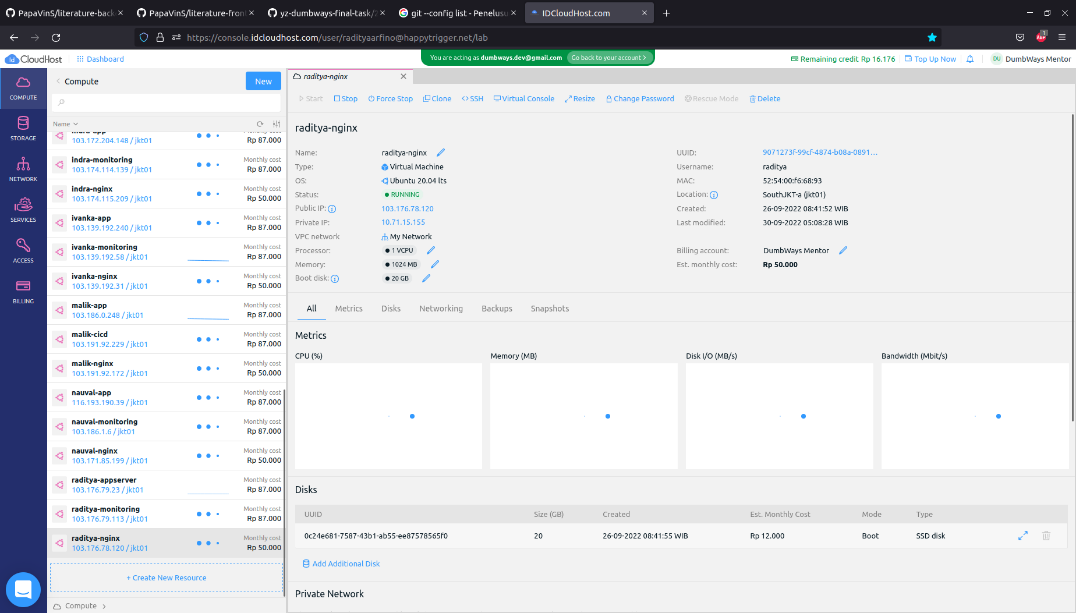 PapaVinS/literature-back
PapaVinS/literature-fron
yz-dumbways-final-task/2
git --config list - Penelusu
IDCloudHost.com
https://console.idcloudhost.com/user/radityaarfino@happytrigger.net/lab
CloudHost
Dashboard
You are acting as dumbways.dev@gmail.com
Go back to your account >
Remaining credit Rp 16.176
Top Up Now
DU
DumbWays Mentor
COMPUTE
STORAGE
NETWORK
SERVICES
ACCESS
BILLING
Compute
New
Name
103.172.204.148 / jkt01
Rp 87.000
indra-monitoring
103.174.114.139 / jkt01
Monthly cost
Rp 87.000
indra-nginx
103.174.115.209 / jkt01
Monthly cost
Rp 50.000
ivanka-app
103.139.192.240 / jkt01
Monthly cost
Rp 87.000
ivanka-monitoring
103.139.192.58 / jkt01
Monthly cost
Rp 87.000
ivanka-nginx
103.139.192.31 / jkt01
Monthly cost
Rp 50.000
malik-app
103.186.0.248 / jkt01
Monthly cost
Rp 87.000
malik-cicd
103.191.92.229 / jkt01
Monthly cost
Rp 87.000
malik-nginx
103.191.92.172 / jkt01
Monthly cost
Rp 50.000
nauval-app
116.193.190.39 / jkt01
Monthly cost
Rp 87.000
nauval-monitoring
103.186.1.6 / jkt01
Monthly cost
Rp 87.000
nauval-nginx
103.171.85.199 / jkt01
Monthly cost
Rp 50.000
raditya-appserver
103.176.79.23 / jkt01
Monthly cost
Rp 87.000
raditya-monitoring
103.176.79.113 / jkt01
Monthly cost
Rp 87.000
raditya-nginx
103.176.78.120 / jkt01
Monthly cost
Rp 50.000
+ Create New Resource
Compute >
raditya-nginx
Start
Stop
Force Stop
Clone
SSH
Virtual Console
Resize
Change Password
Rescue Mode
Delete
raditya-nginx
Name: raditya-nginx
Type: Virtual Machine
OS: Ubuntu 20.04 lts
Status: RUNNING
Public IP: 103.176.78.120
Private IP: 10.71.15.155
VPC network My Network
Processor: 1 VCPU
Memory: 1024 MB
Boot disk: 20 GB
UUID: 9071273f-99cf-4874-b08a-0891...
Username: raditya
MAC: 52:54:00:f6:68:93
Location: SouthJKT-a (jkt01)
Created: 26-09-2022 08:41:52 WIB
Last modified: 30-09-2022 05:08:28 WIB
Billing account: DumbWays Mentor
Est. monthly cost: Rp 50.000
All
Metrics
Disks
Networking
Backups
Snapshots
Metrics
CPU (%)
Memory (MB)
Disk I/O (MB/s)
Bandwidth (Mbit/s)
Disks
UUID Size (GB) Created Est. Monthly Cost Mode Type
0c24e681-7587-43b1-ab55-ee87578565f0 20 26-09-2022 08:41:55 WIB Rp 12.000 Boot SSD disk
Add Additional Disk
Private Network